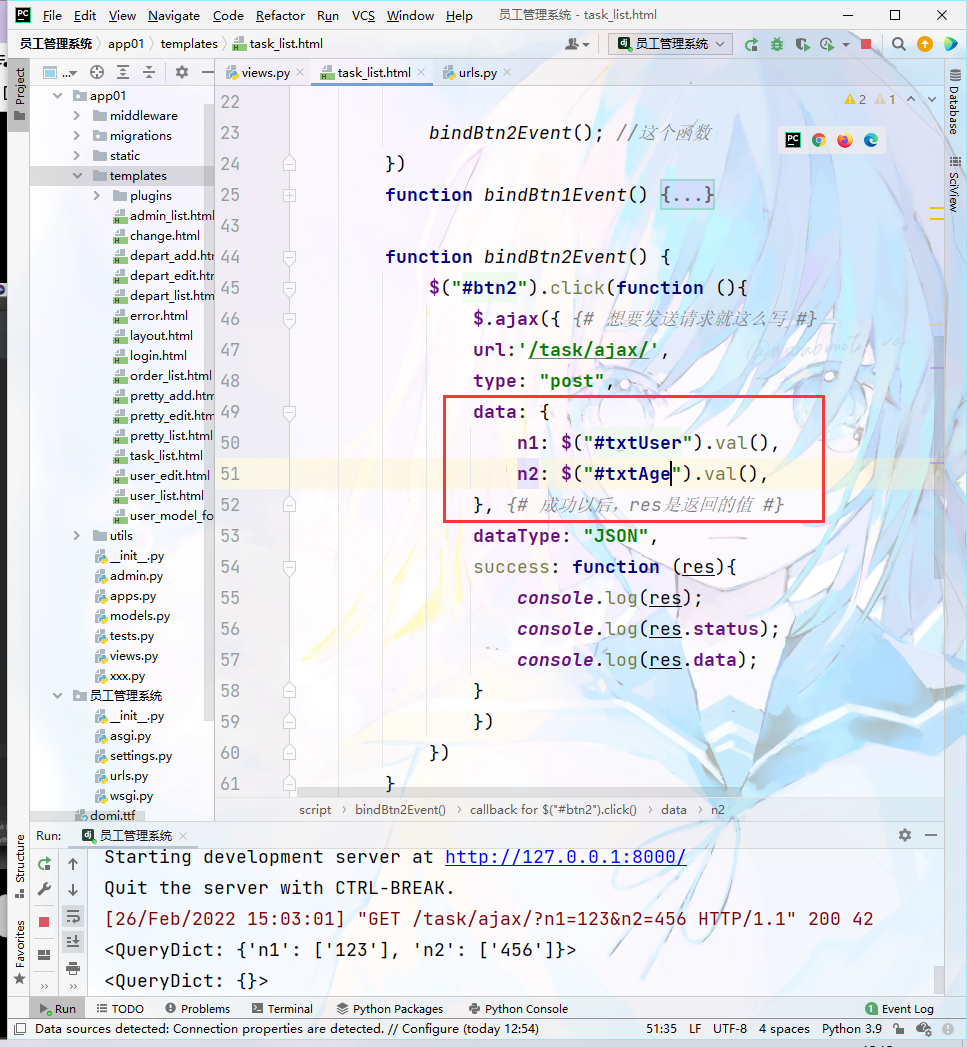 File Edit View Navigate Code Refactor Run VCS Window Help 员工管理系统 - task_list.html
员工管理系统 app01 templates task_list.html 员工管理系统
Project
... views.py task_list.html urls.py
app01
middleware
migrations
static
templates
plugins
admin_list.html
change.html
depart_add.htm
depart_edit.htm
depart_list.htm
error.html
layout.html
login.html
order_list.html
pretty_add.htm
pretty_edit.htm
pretty_list.html
task_list.html
user_edit.html
user_list.html
user_model_fo
utils
__init__.py
admin.py
apps.py
models.py
tests.py
views.py
xxx.py
员工管理系统
__init__.py
asgi.py
settings.py
urls.py
wsgi.py
domi.ttf
2 1
Database
SciView
22
23 bindBtn2Event(); //这个函数
24 })
25 function bindBtn1Event() {...}
43
44 function bindBtn2Event() {
45 $("#btn2").click(function (){
46 $.ajax({ {# 想要发送请求就这么写 #}
47 url:'/task/ajax/',
48 type: "post",
49 data: {
50 n1: $("#txtUser").val(),
51 n2: $("#txtAge").val(),
52 }, {# 成功以后，res是返回的值 #}
53 dataType: "JSON",
54 success: function (res){
55 console.log(res);
56 console.log(res.status);
57 console.log(res.data);
58 }
59 })
60 })
61 }
script bindBtn2Event() callback for $("#btn2").click() data n2
Structure
Favorites
Run: 员工管理系统
Starting development server at http://127.0.0.1:8000/
Quit the server with CTRL-BREAK.
[26/Feb/2022 15:03:01] "GET /task/ajax/?n1=123&n2=456 HTTP/1.1" 200 42
<QueryDict: {'n1': ['123'], 'n2': ['456']}>
<QueryDict: {}>
Run TODO Problems Terminal Python Packages Python Console 1 Event Log
Data sources detected: Connection properties are detected. // Configure (today 12:54) 51:35 LF UTF-8 4 spaces Python 3.9